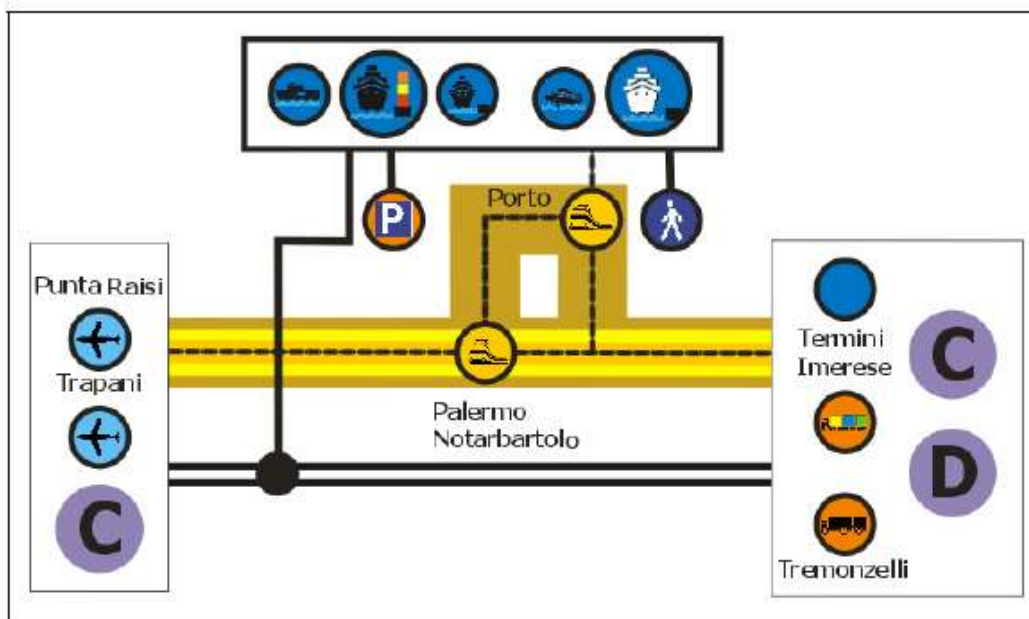 P
Porto
Punta Raisi
Trapani
C
Palermo
Notarbartolo
Termini
Imerese
C
D
Tremonzelli